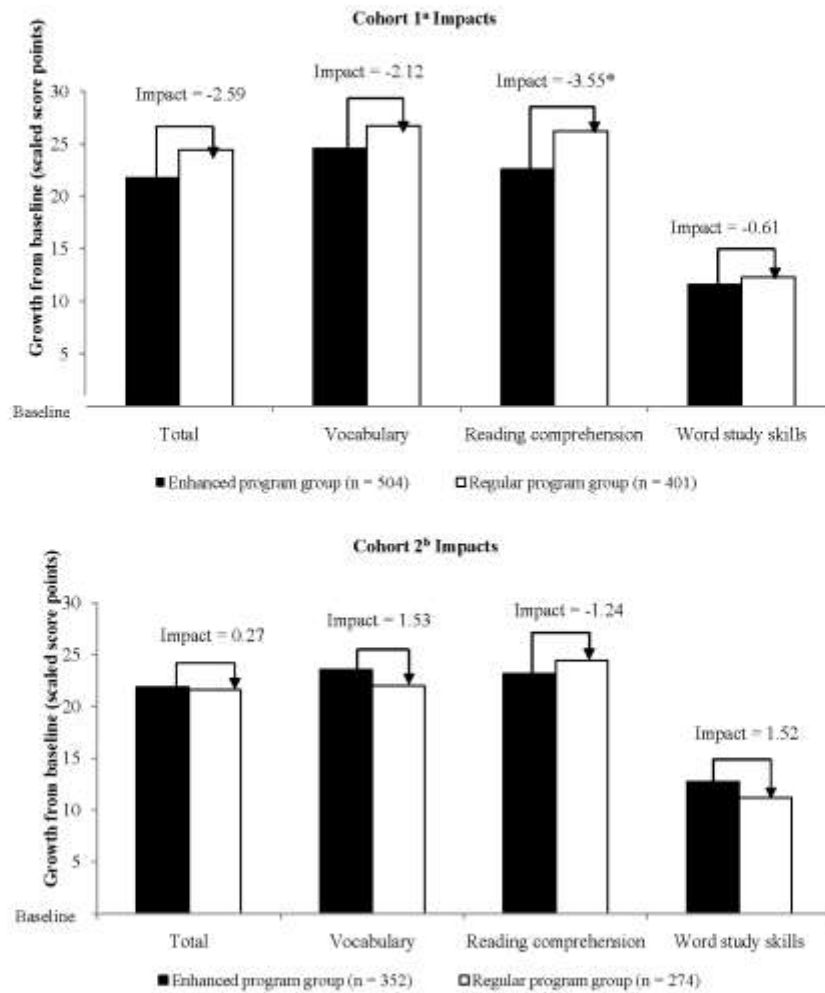 Cohort 1ᵃ Impacts
Growth from baseline (scaled score points)
30
25
20
15
10
5
Baseline
Impact = -2.59
Impact = -2.12
Impact = -3.55*
Impact = -0.61
Total
Vocabulary
Reading comprehension
Word study skills
Enhanced program group (n = 504)
Regular program group (n = 401)
Cohort 2ᵇ Impacts
Growth from baseline (scaled score points)
30
25
20
15
10
5
Baseline
Impact = 0.27
Impact = 1.53
Impact = -1.24
Impact = 1.52
Total
Vocabulary
Reading comprehension
Word study skills
Enhanced program group (n = 352)
Regular program group (n = 274)